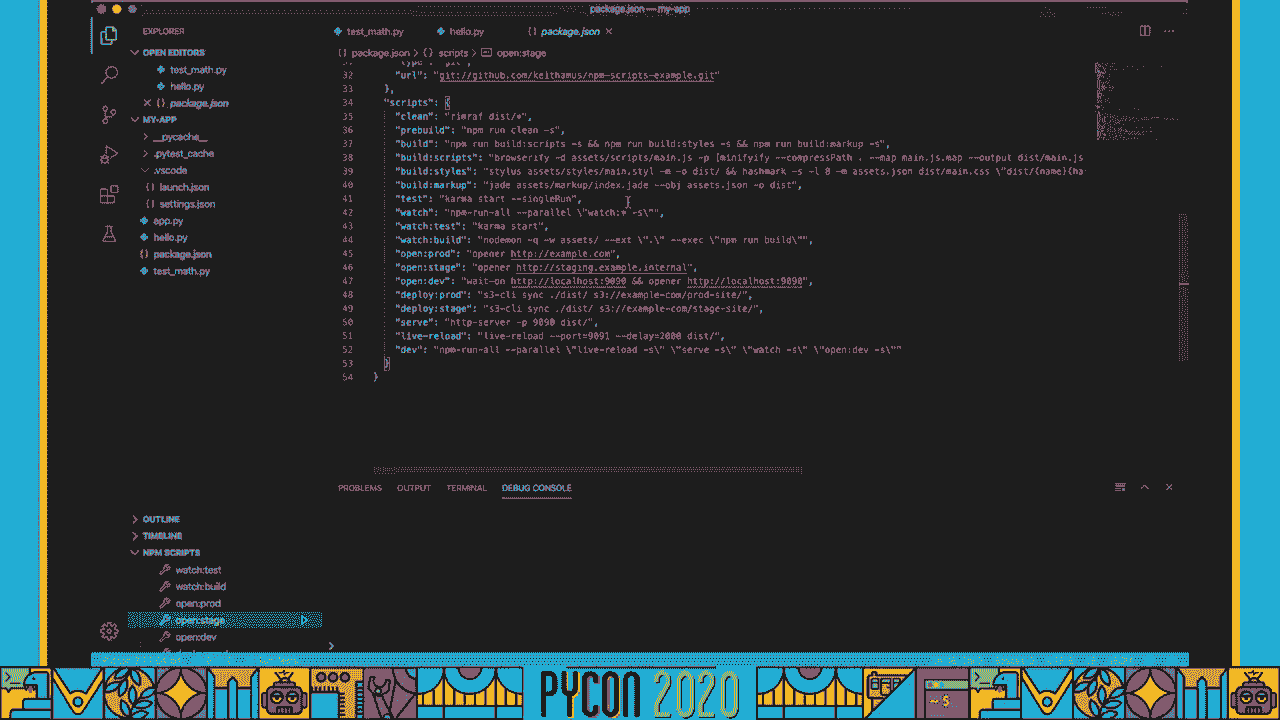 package.json — my-app
EXPLORER
OPEN EDITORS
test_math.py
hello.py
package.json
MY-APP
__pycache__
.pytest_cache
.vscode
launch.json
settings.json
app.py
hello.py
package.json
test_math.py
OUTLINE
TIMELINE
NPM SCRIPTS
watch:test
watch:build
open:prod
open:stage
open:dev
test_math.py hello.py {} package.json
{} package.json > {} scripts > open:stage
32 "url": "git://github.com/keithamus/npm-scripts-example.git"
33 },
34 "scripts": {
35 "clean": "rimraf dist/*",
36 "prebuild": "npm run clean -s",
37 "build": "npm run build:scripts -s && npm run build:styles -s && npm run build:markup -s",
38 "build:scripts": "browserify -d assets/scripts/main.js -p [minifyify --compressPath . --map main.js.map --output dist/main.js
39 "build:styles": "stylus assets/styles/main.styl -m -o dist/ && hashmark -s -l 8 -m assets.json dist/main.css \"dist/{name}{ha
40 "build:markup": "jade assets/markup/index.jade --obj assets.json -o dist",
41 "test": "karma start --singleRun",
42 "watch": "npm-run-all --parallel \"watch:* -s\"",
43 "watch:test": "karma start",
44 "watch:build": "nodemon -q -w assets/ --ext \".\" --exec \"npm run build\"",
45 "open:prod": "opener http://example.com",
46 "open:stage": "opener http://staging.example.internal",
47 "open:dev": "wait-on http://localhost:9090 && opener http://localhost:9090",
48 "deploy:prod": "s3-cli sync ./dist/ s3://example-com/prod-site/",
49 "deploy:stage": "s3-cli sync ./dist/ s3://example-com/stage-site/",
50 "serve": "http-server -p 9090 dist/",
51 "live-reload": "live-reload --port=9091 --delay=2000 dist/",
52 "dev": "npm-run-all --parallel \"live-reload -s\" \"serve -s\" \"watch -s\" \"open:dev -s\""
53 }
54 }
PROBLEMS OUTPUT TERMINAL DEBUG CONSOLE
PYCON 2020
~ $